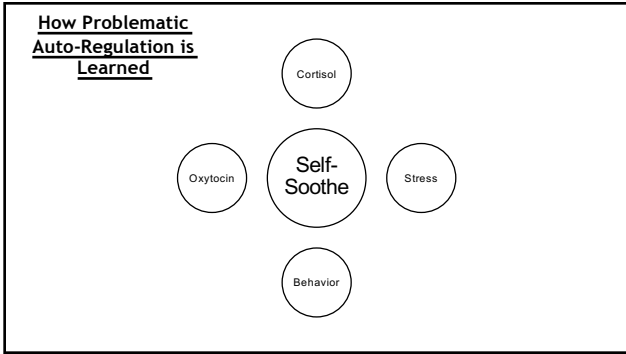 How Problematic
Auto-Regulation is
Learned
Cortisol
Oxytocin
Self-
Soothe
Stress
Behavior